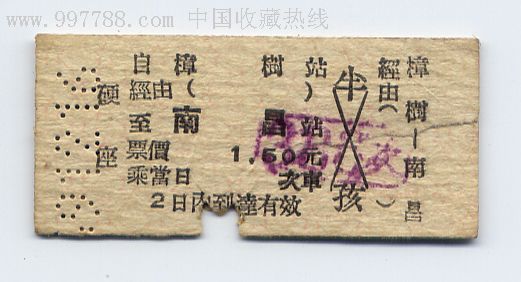 www.997788.com 中国收藏热线
硬座
自樟樹站
經由( )
至南昌站
票價 1.50元
乘當日 次車
2日內到達有效
半孩
樟樹—南昌
經由( )